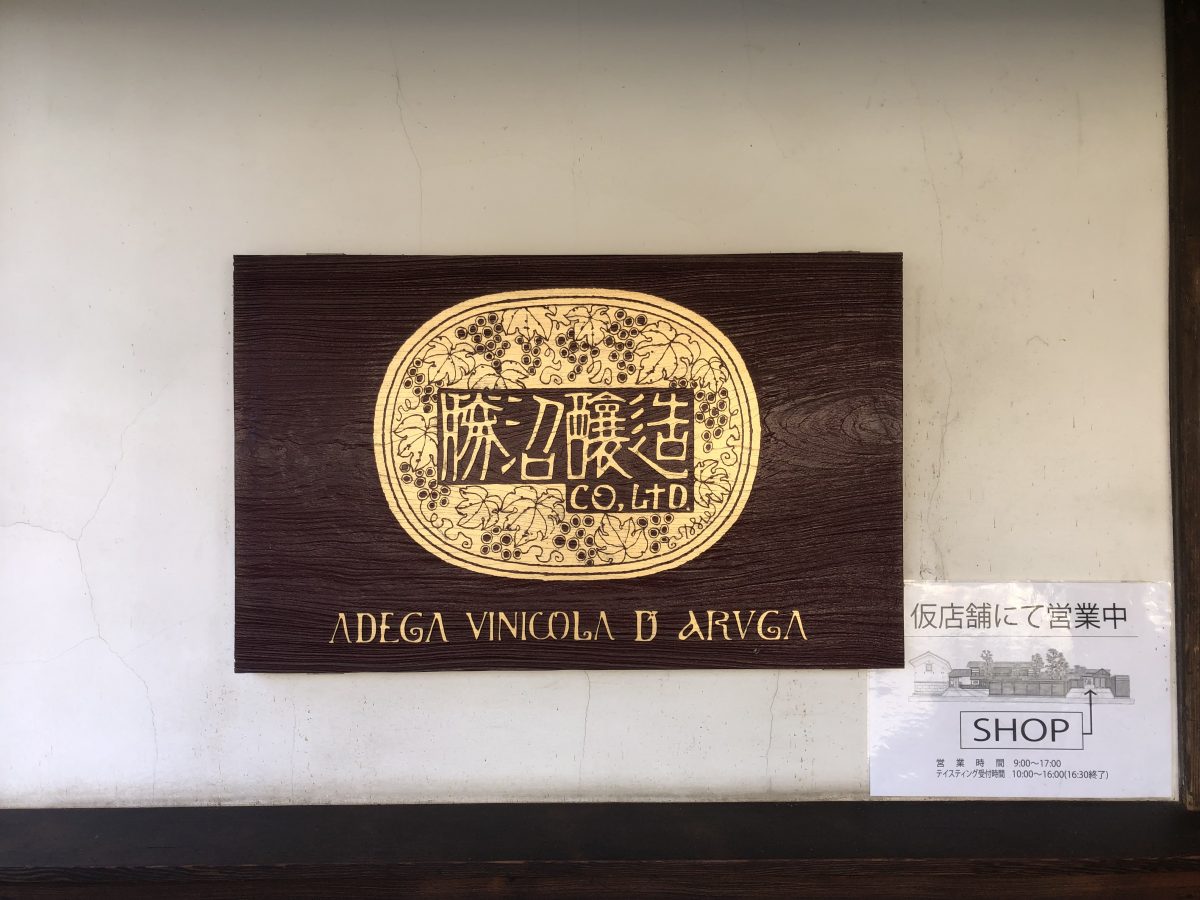 勝沼醸造
CO,LTD.
ADEGA VINICOLA D' ARVGA
仮店舗にて営業中
SHOP
営業時間 9:00〜17:00
テイスティング受付時間 10:00〜16:00(16:30終了)